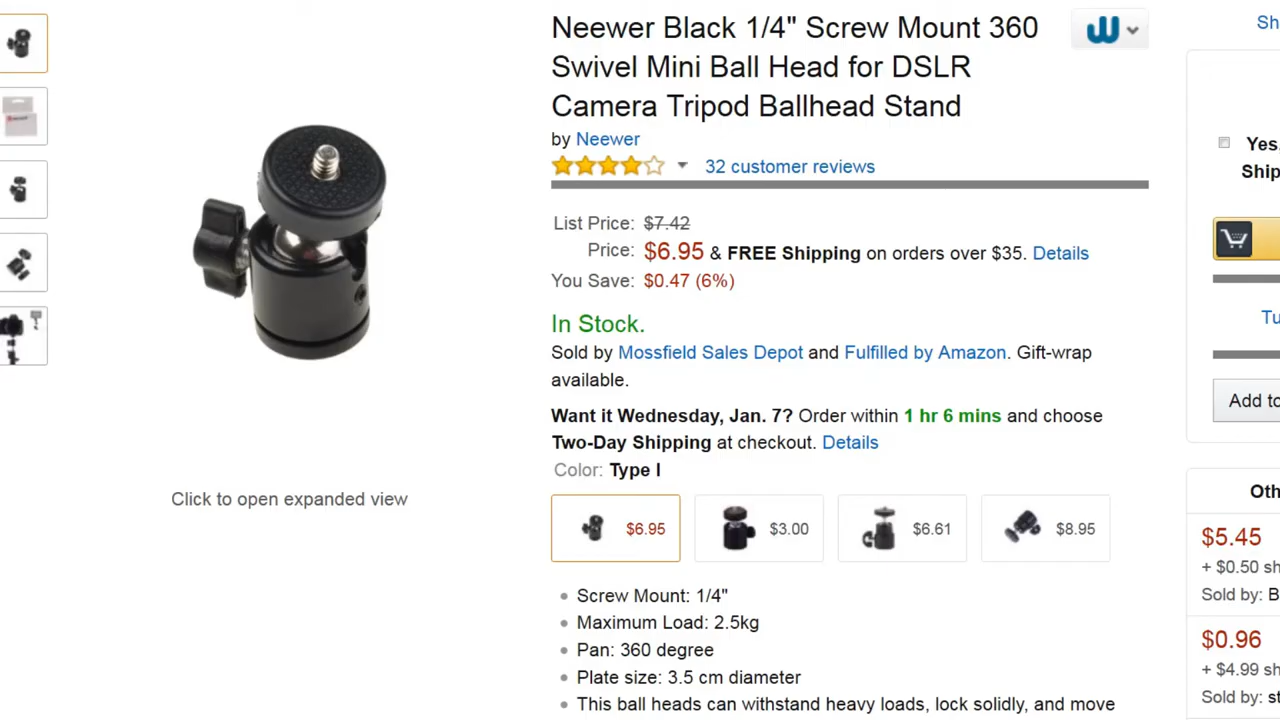 Neewer Black 1/4" Screw Mount 360
Swivel Mini Ball Head for DSLR
Camera Tripod Ballhead Stand
by Neewer
32 customer reviews
List Price: $7.42
Price: $6.95 & FREE Shipping on orders over $35. Details
You Save: $0.47 (6%)
In Stock.
Sold by Mossfield Sales Depot and Fulfilled by Amazon. Gift-wrap
available.
Want it Wednesday, Jan. 7? Order within 1 hr 6 mins and choose
Two-Day Shipping at checkout. Details
Color: Type I
$6.95 $3.00 $6.61 $8.95
Screw Mount: 1/4"
Maximum Load: 2.5kg
Pan: 360 degree
Plate size: 3.5 cm diameter
This ball heads can withstand heavy loads, lock solidly, and move
Click to open expanded view
Sh
Yes,
Ship
Tu
Add to
Oth
$5.45
+ $0.50 sh
Sold by: B
$0.96
+ $4.99 sh
Sold by: st